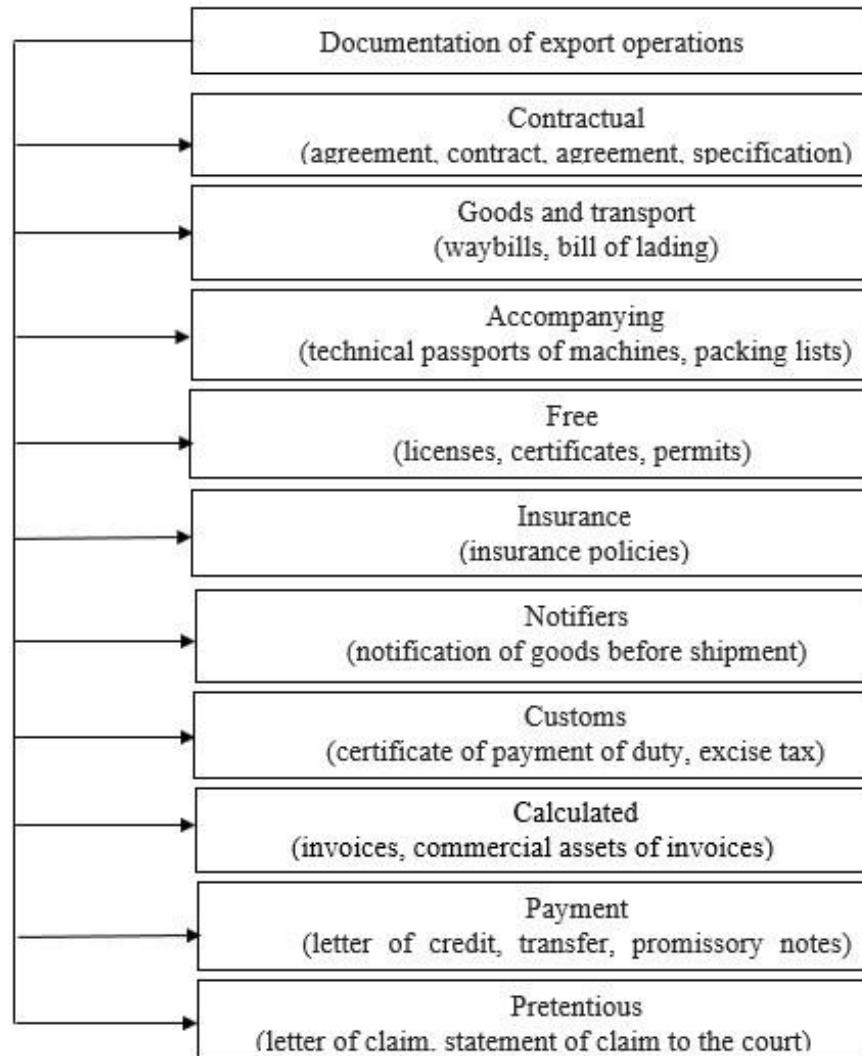 Documentation of export operations
Contractual
(agreement, contract, agreement, specification)
Goods and transport
(waybills, bill of lading)
Accompanying
(technical passports of machines, packing lists)
Free
(licenses, certificates, permits)
Insurance
(insurance policies)
Notifiers
(notification of goods before shipment)
Customs
(certificate of payment of duty, excise tax)
Calculated
(invoices, commercial assets of invoices)
Payment
(letter of credit, transfer, promissory notes)
Pretentious
(letter of claim, statement of claim to the court)